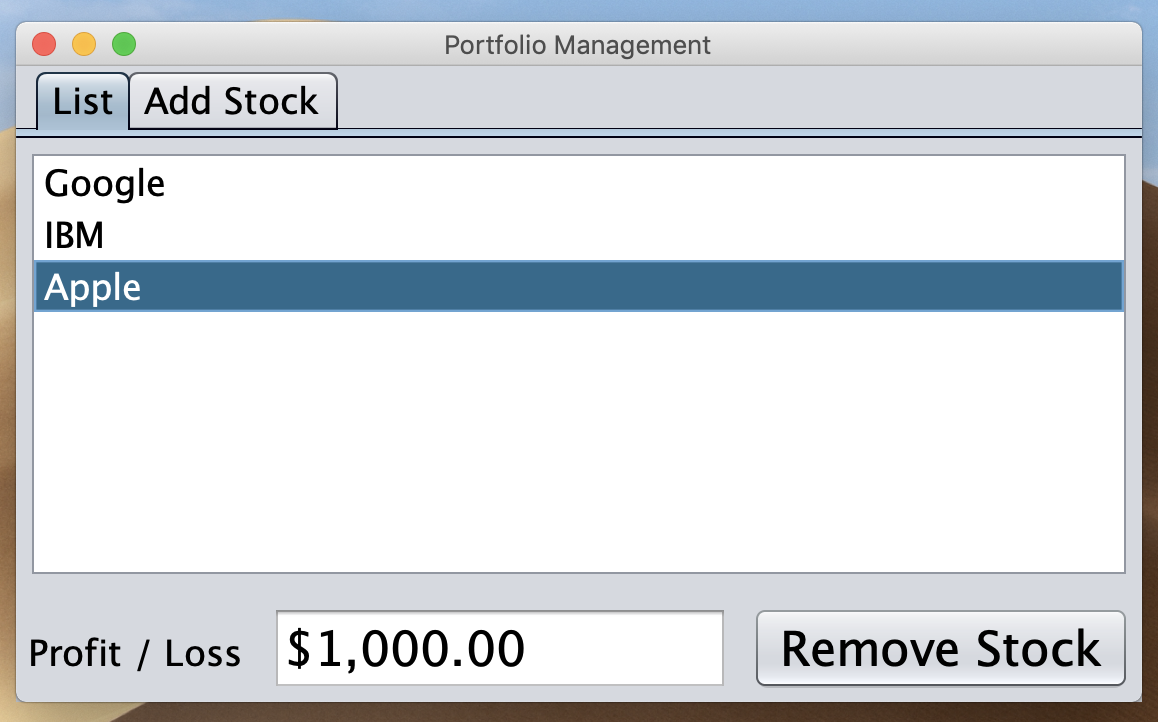 Portfolio Management
List Add Stock
Google
IBM
Apple
Profit / Loss $1,000.00 Remove Stock